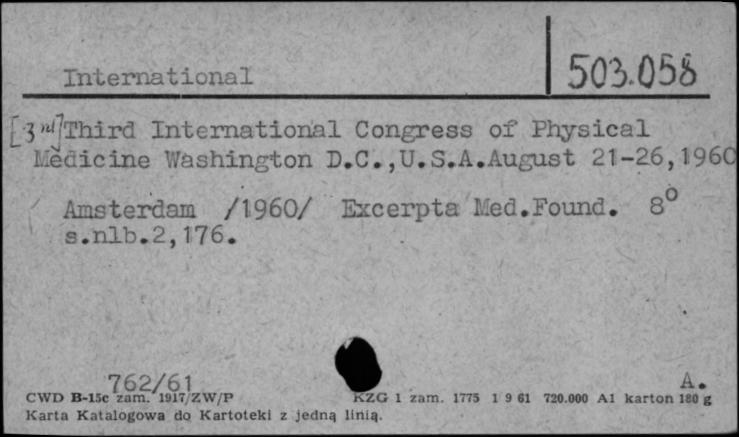 International 503.058
[3rd] Third International Congress of Physical
Medicine Washington D.C.,U.S.A.August 21-26,1960
Amsterdam /1960/ Excerpta Med.Found. 8°
s.nlb.2,176.
762/61 A.
CWD B-15c zam. 1917/ZW/P KZG 1 zam. 1775 1 9 61 720.000 A1 karton 180 g
Karta Katalogowa do Kartoteki z jedną linią.